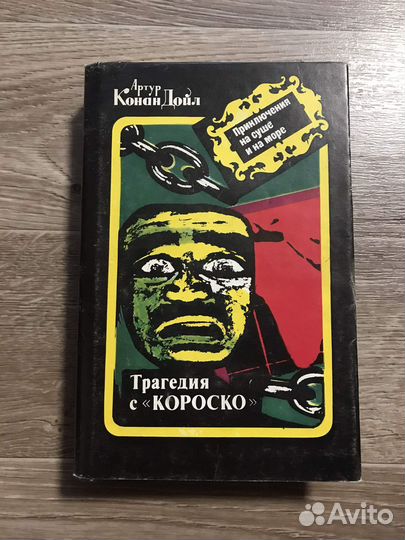 Артур
Конан Дойл
Приключения
на суше
и на море
Трагедия
с «КОРОСКО»
Avito